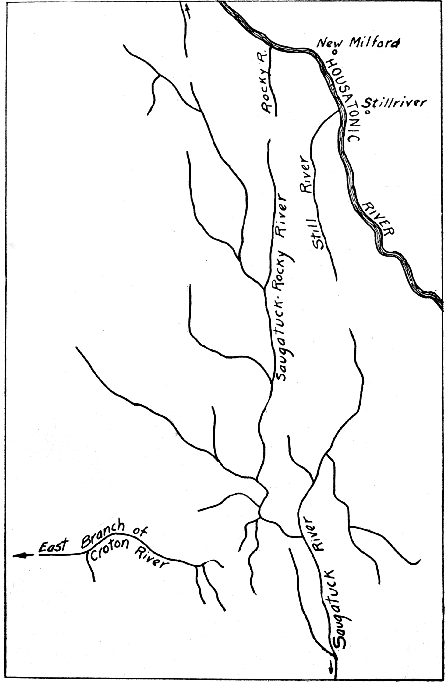 New Milford
HOUSATONIC
RIVER
Rocky R.
Stillriver
Still River
Saugatuck-Rocky River
East Branch of
Croton River
Saugatuck River